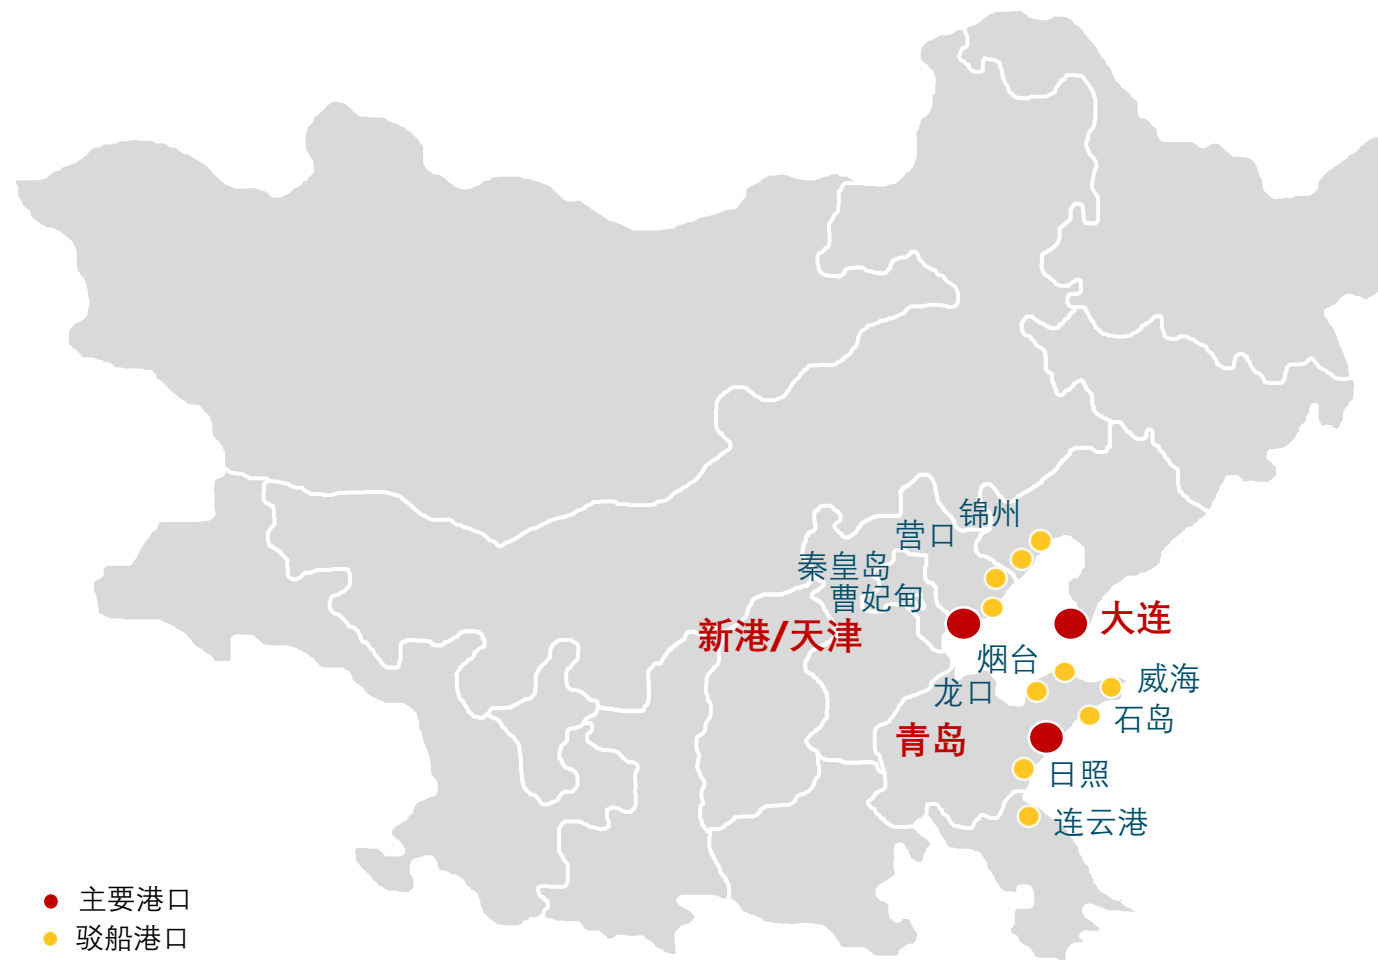 锦州
营口
秦皇岛
曹妃甸
新港/天津
大连
烟台
威海
龙口
石岛
青岛
日照
连云港
主要港口
驳船港口